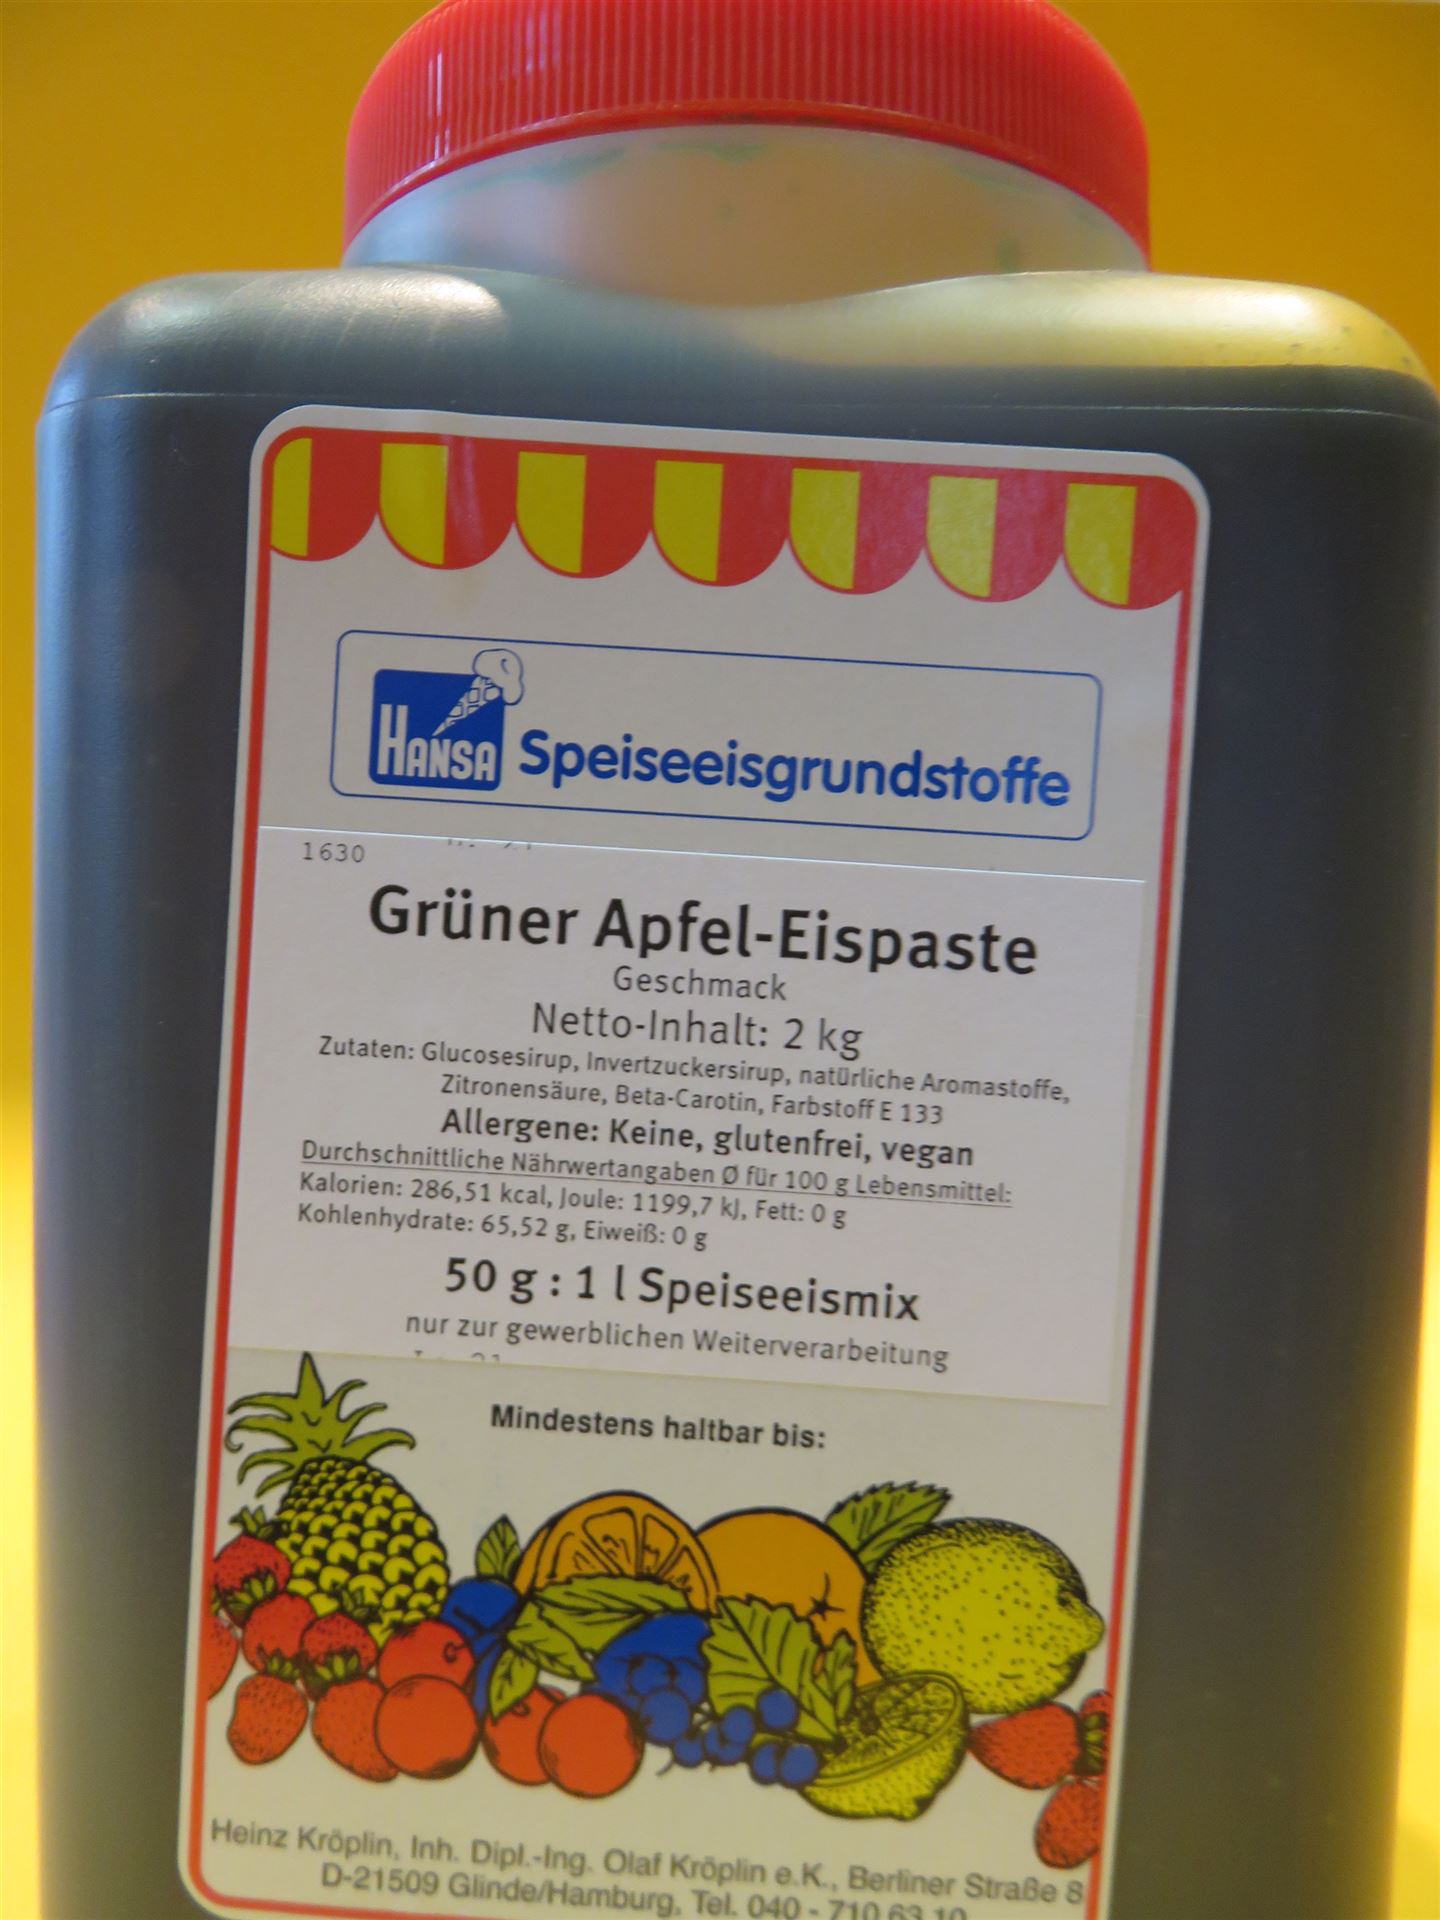 HANSA Speiseeisgrundstoffe
1630
Grüner Apfel-Eispaste
Geschmack
Netto-Inhalt: 2 kg
Zutaten: Glucosesirup, Invertzuckersirup, natürliche Aromastoffe,
Zitronensäure, Beta-Carotin, Farbstoff E 133
Allergene: Keine, glutenfrei, vegan
Durchschnittliche Nährwertangaben Ø für 100 g Lebensmittel:
Kalorien: 286,51 kcal, Joule: 1199,7 kJ, Fett: 0 g
Kohlenhydrate: 65,52 g, Eiweiß: 0 g
50 g : 1 l Speiseeismix
nur zur gewerblichen Weiterverarbeitung
Mindestens haltbar bis:
Heinz Kröplin, Inh. Dipl.-Ing. Olaf Kröplin e.K., Berliner Straße 8
D-21509 Glinde/Hamburg, Tel. 040 - 710 63 10